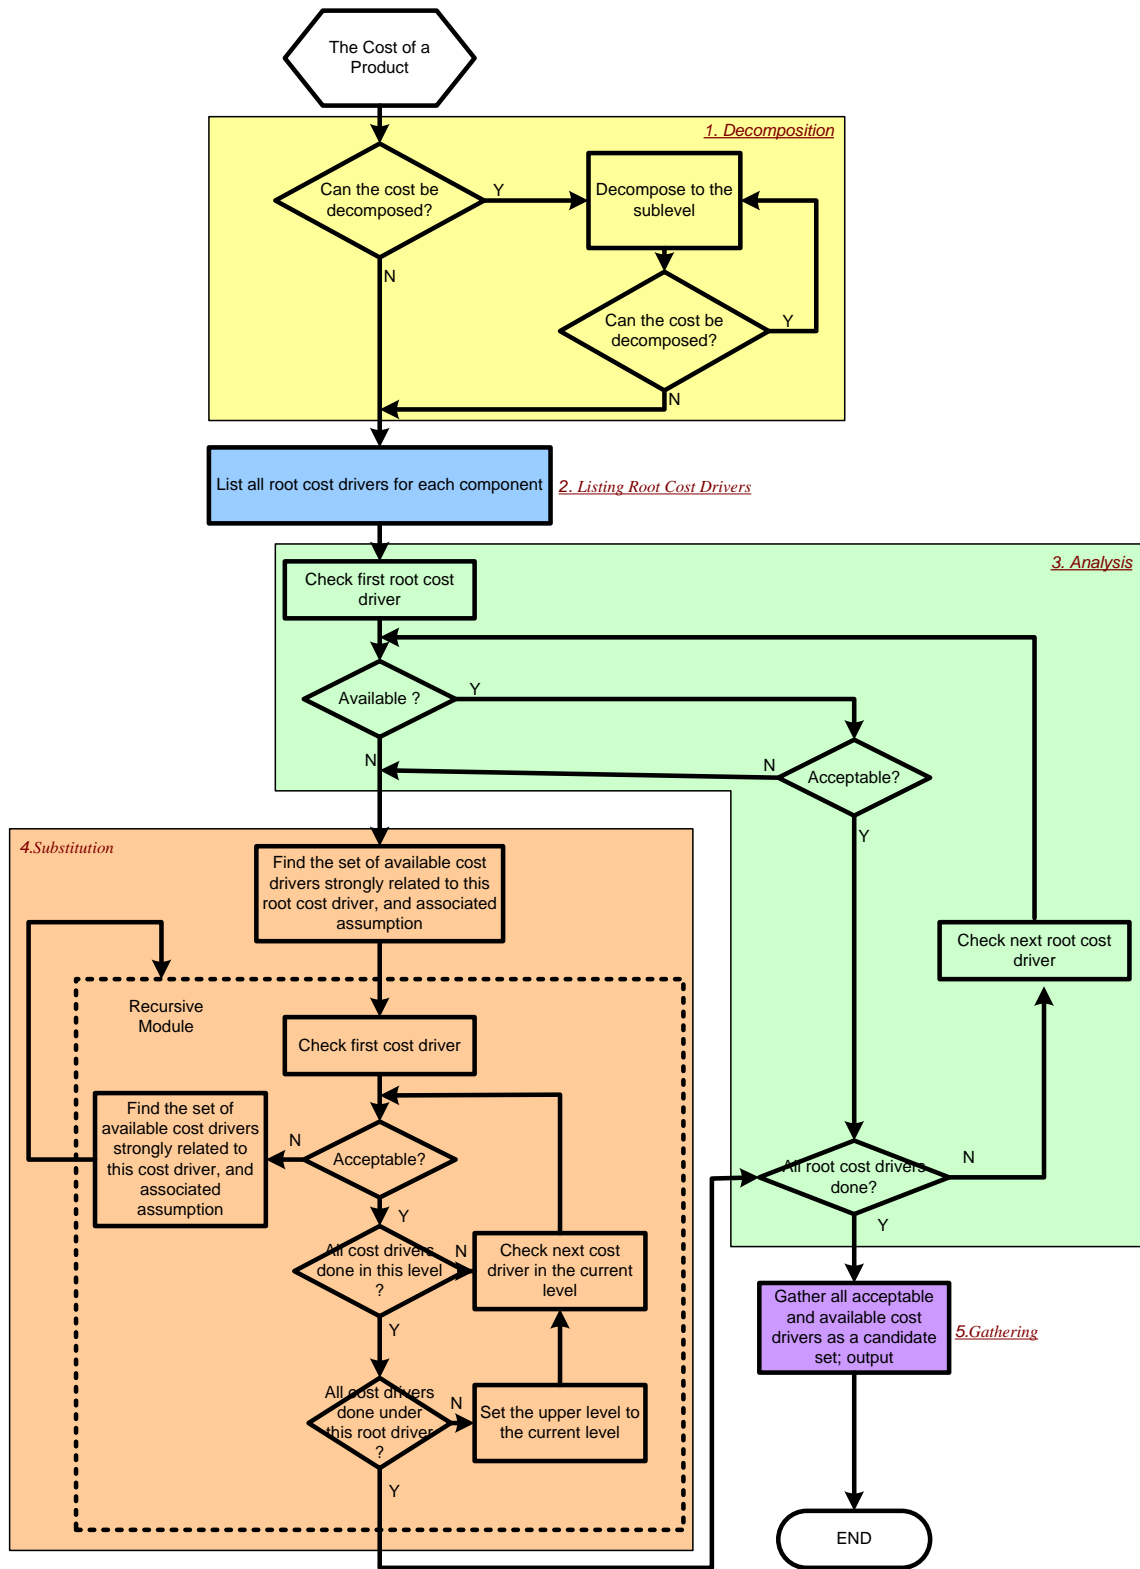 The Cost of a
Product
1. Decomposition
Can the cost be
decomposed?
Y
Decompose to the
sublevel
N
Can the cost be
decomposed?
Y
N
List all root cost drivers for each component
2. Listing Root Cost Drivers
3. Analysis
Check first root cost
driver
Available ?
Y
N
Acceptable?
N
Y
4.Substitution
Find the set of available cost
drivers strongly related to this
root cost driver, and associated
assumption
Check next root cost
driver
Recursive
Module
Check first cost driver
Find the set of
available cost drivers
strongly related to
this cost driver, and
associated
assumption
N
Acceptable?
Y
All root cost drivers
done?
N
Y
All cost drivers
done in this level
?
N
Check next cost
driver in the current
level
Y
Gather all acceptable
and available cost
drivers as a candidate
set; output
5.Gathering
All cost drivers
done under
this root driver
?
N
Set the upper level to
the current level
Y
END